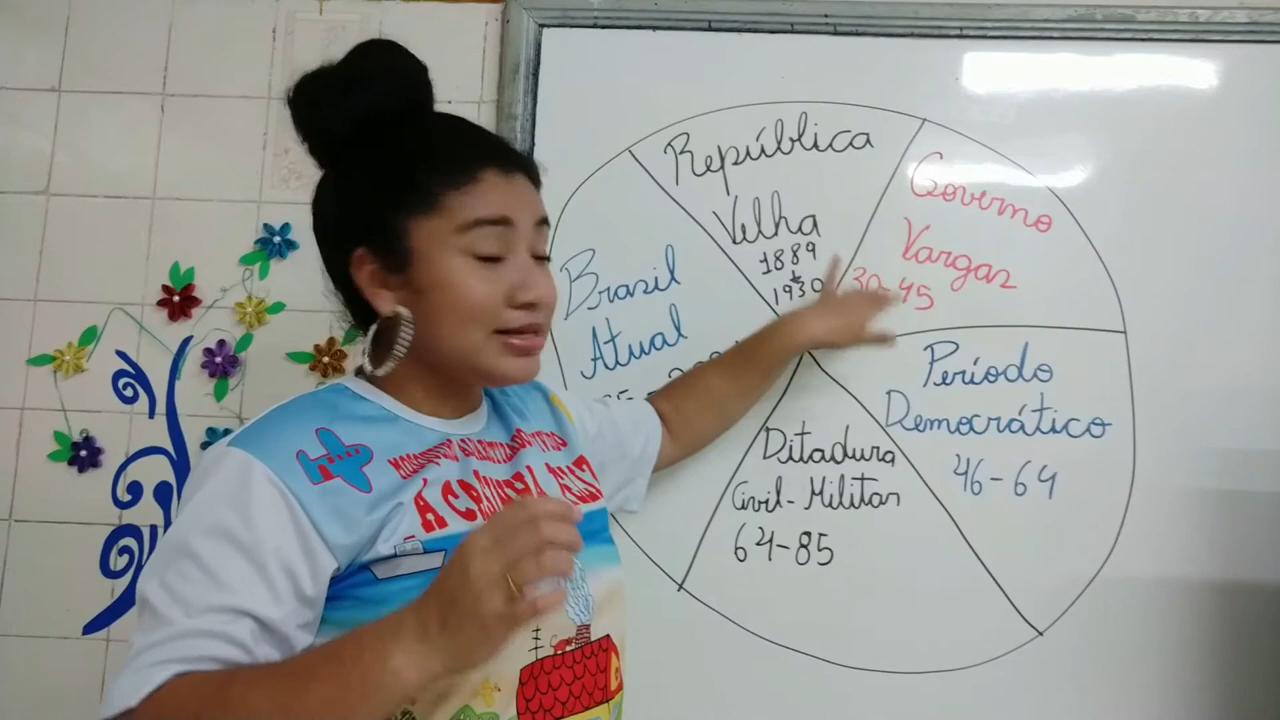 República
Velha
1889
1930
Governo
Vargas
30-45
Período
Democrático
46-64
Ditadura
Civil-Militar
64-85
Brasil
Atual